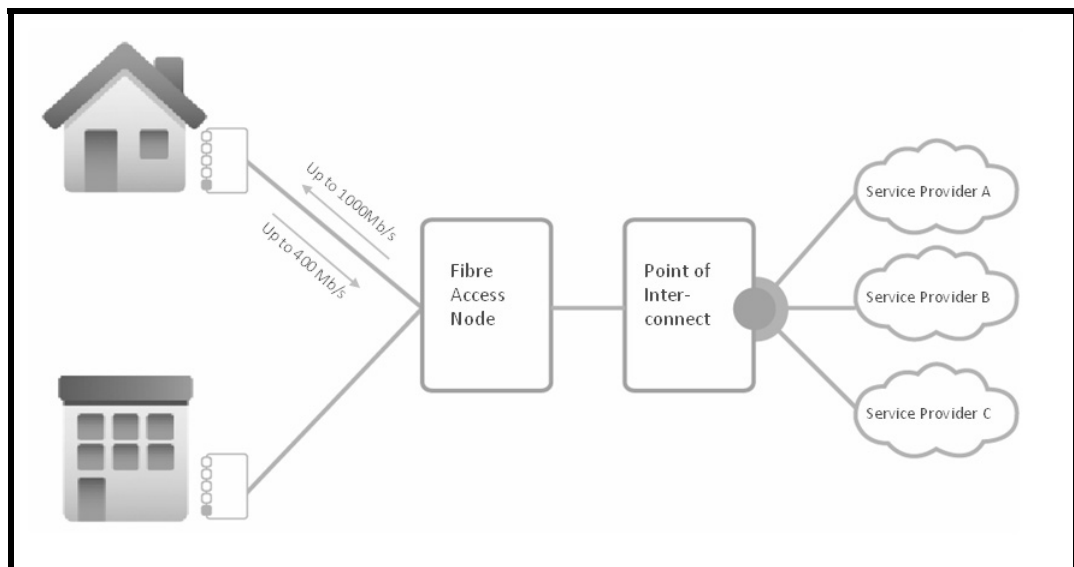 Up to 1000Mb/s
Up to 400 Mb/s
Fibre
Access
Node
Point of
Inter-
connect
Service Provider A
Service Provider B
Service Provider C